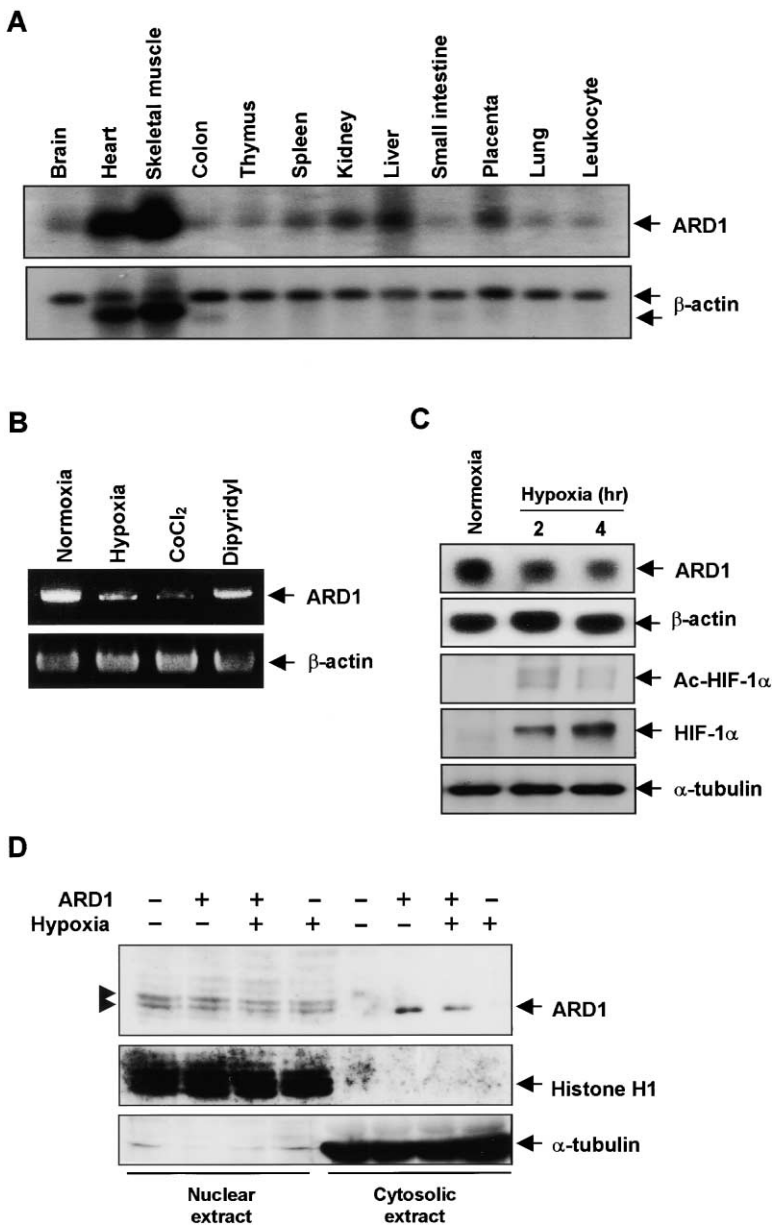 A
Brain
Heart
Skeletal muscle
Colon
Thymus
Spleen
Kidney
Liver
Small intestine
Placenta
Lung
Leukocyte
ARD1
β-actin
B
Normoxia
Hypoxia
CoCl₂
Dipyridyl
ARD1
β-actin
C
Normoxia
Hypoxia (hr)
2 4
ARD1
β-actin
Ac-HIF-1α
HIF-1α
α-tubulin
D
ARD1 – + + – – + + –
Hypoxia – – + + – – + +
ARD1
Histone H1
α-tubulin
Nuclear extract
Cytosolic extract